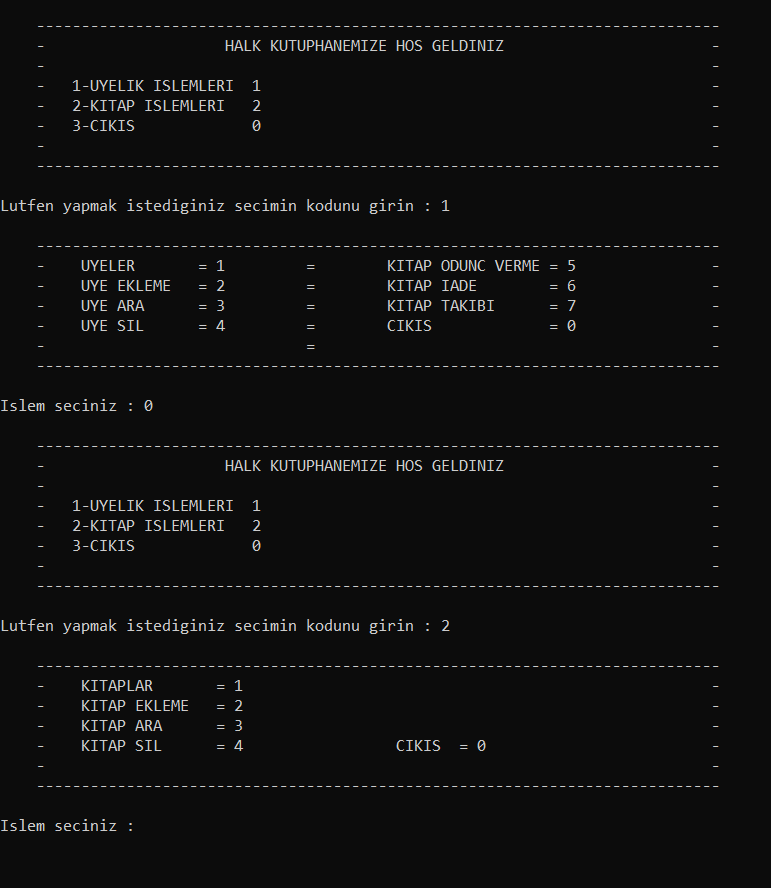 ----------------------------------------------------------------------------
- HALK KUTUPHANEMIZE HOS GELDINIZ -
- -
- 1-UYELIK ISLEMLERI 1 -
- 2-KITAP ISLEMLERI 2 -
- 3-CIKIS 0 -
- -
----------------------------------------------------------------------------
Lutfen yapmak istediginiz secimin kodunu girin : 1
----------------------------------------------------------------------------
- UYELER = 1 = KITAP ODUNC VERME = 5 -
- UYE EKLEME = 2 = KITAP IADE = 6 -
- UYE ARA = 3 = KITAP TAKIBI = 7 -
- UYE SIL = 4 = CIKIS = 0 -
- = -
----------------------------------------------------------------------------
Islem seciniz : 0
----------------------------------------------------------------------------
- HALK KUTUPHANEMIZE HOS GELDINIZ -
- -
- 1-UYELIK ISLEMLERI 1 -
- 2-KITAP ISLEMLERI 2 -
- 3-CIKIS 0 -
- -
----------------------------------------------------------------------------
Lutfen yapmak istediginiz secimin kodunu girin : 2
----------------------------------------------------------------------------
- KITAPLAR = 1 -
- KITAP EKLEME = 2 -
- KITAP ARA = 3 -
- KITAP SIL = 4 CIKIS = 0 -
- -
----------------------------------------------------------------------------
Islem seciniz :